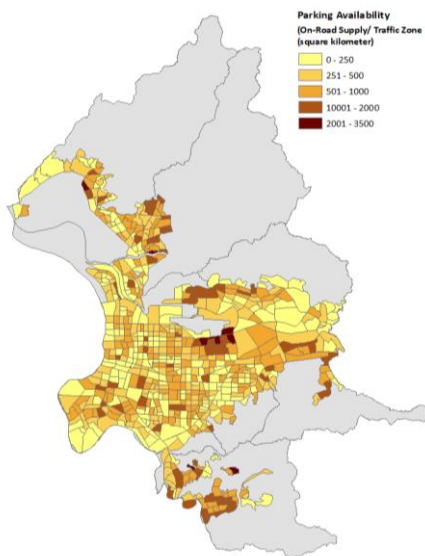 Parking Availability
(On-Road Supply/ Traffic Zone
(square kilometer)
0 - 250
251 - 500
501 - 1000
10001 - 2000
2001 - 3500